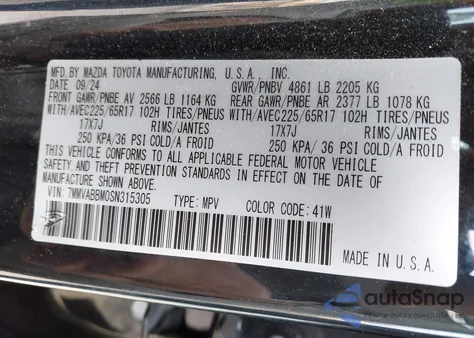 MFD. BY MAZDA TOYOTA MANUFACTURING, U.S.A., INC.
DATE 09/24 GVWR/PNBV 4861 LB 2205 KG
FRONT GAWR/PNBE AV 2566 LB 1164 KG REAR GAWR/PNBE AR 2377 LB 1078 KG
WITH/AVEC225/65R17 102H TIRES/PNEUS WITH/AVEC225/65R17 102H TIRES/PNEUS
17X7J RIMS/JANTES 17X7J RIMS/JANTES
250 KPA/ 36 PSI COLD/A FROID 250 KPA/ 36 PSI COLD/A FROID
THIS VEHICLE CONFORMS TO ALL APPLICABLE FEDERAL MOTOR VEHICLE
SAFETY, AND THEFT PREVENTION STANDARDS IN EFFECT ON THE DATE OF
MANUFACTURE SHOWN ABOVE.
VIN: 7MMVABBM0SN315305 TYPE: MPV COLOR CODE: 41W
MADE IN U.S.A.
autoSnap